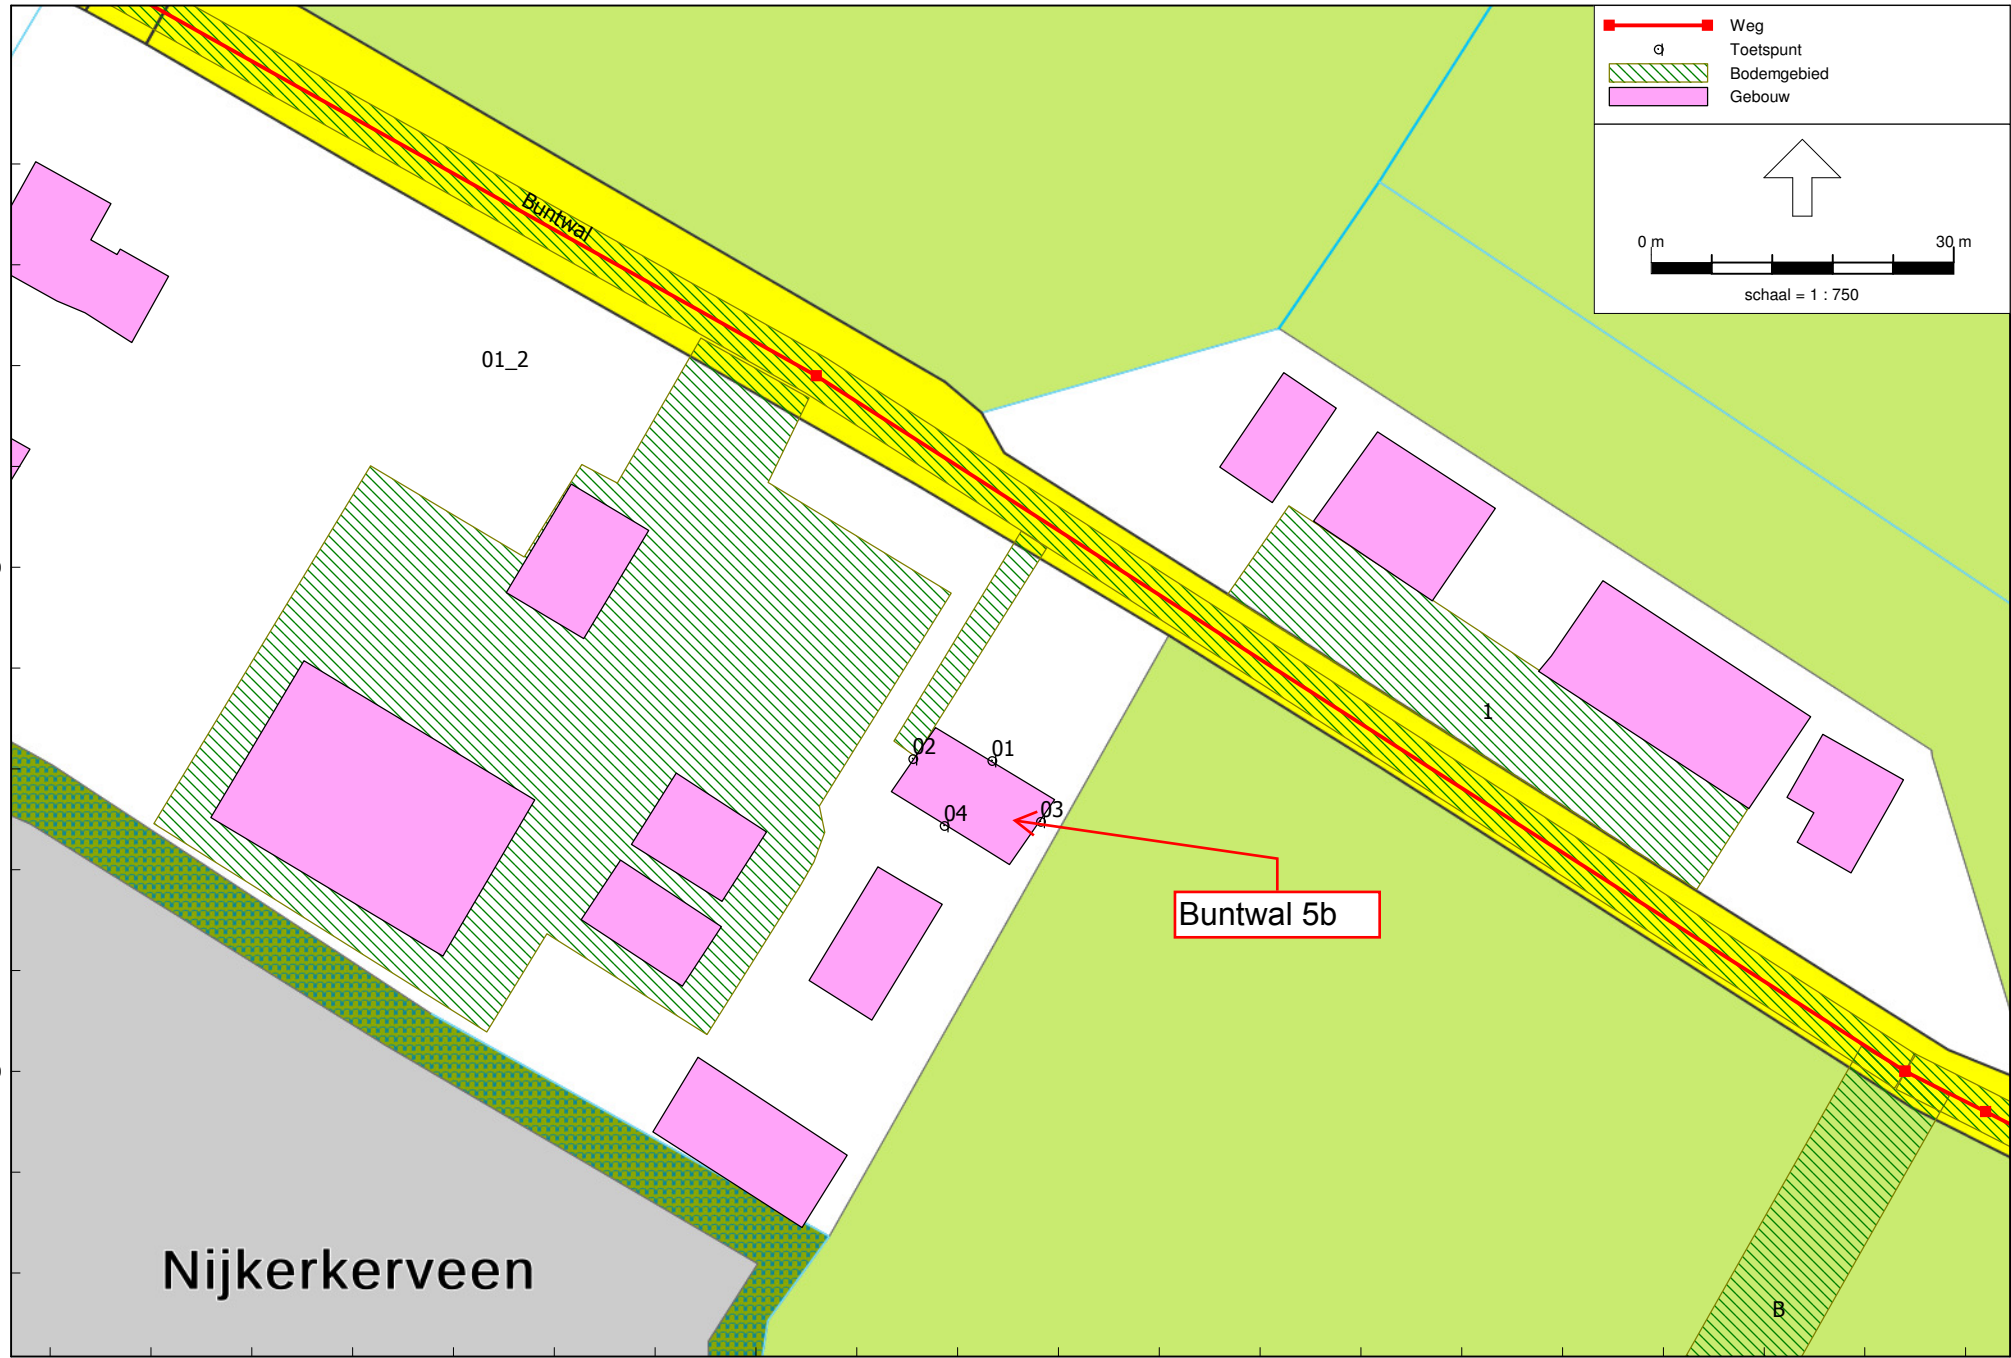 Weg
Toetspunt
Bodemgebied
Gebouw
0 m 30 m
schaal = 1 : 750
Buntwal
01_2
1
02 01
03
04
Buntwal 5b
Nijkerkerveen
B